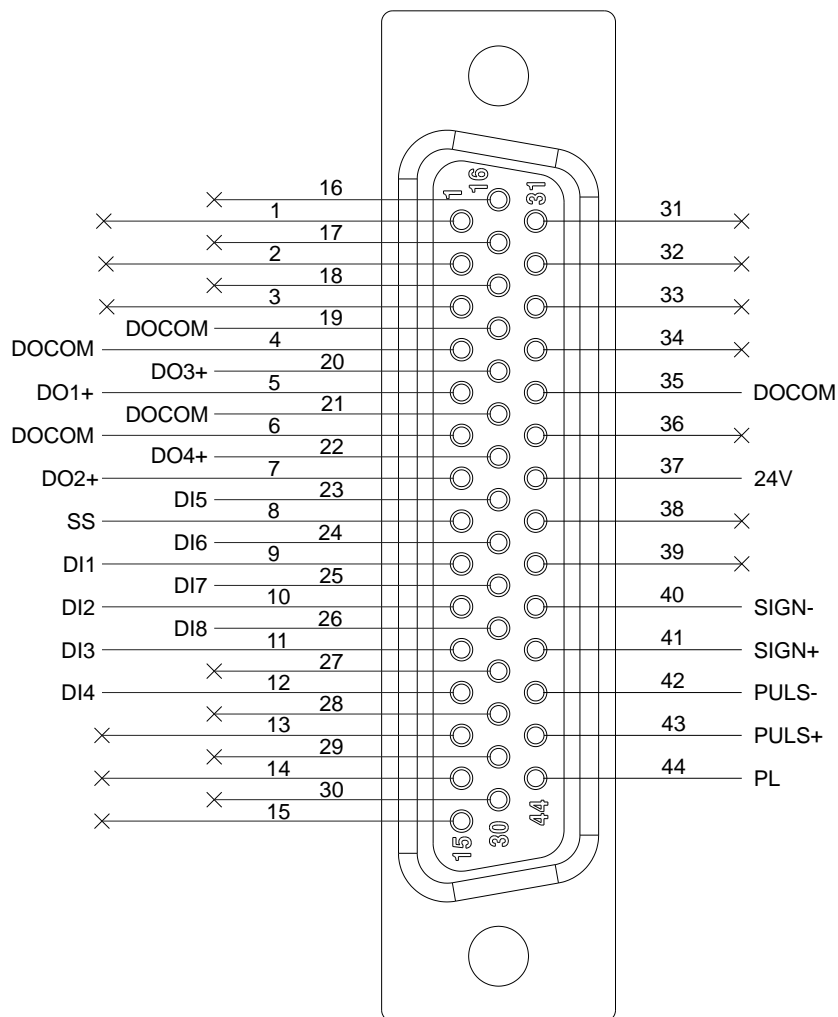 16
1
31
17
2
32
18
3
33
DOCOM 19
DOCOM 4
34
DO3+ 20
DO1+ 5
35 DOCOM
DOCOM 21
DOCOM 6
36
DO4+ 22
DO2+ 7
37 24V
DI5 23
SS 8
38
DI6 24
DI1 9
39
DI7 25
DI2 10
40 SIGN-
DI8 26
DI3 11
41 SIGN+
27
DI4 12
42 PULS-
28
13
43 PULS+
29
14
44 PL
30
15
1
16
31
15
30
44